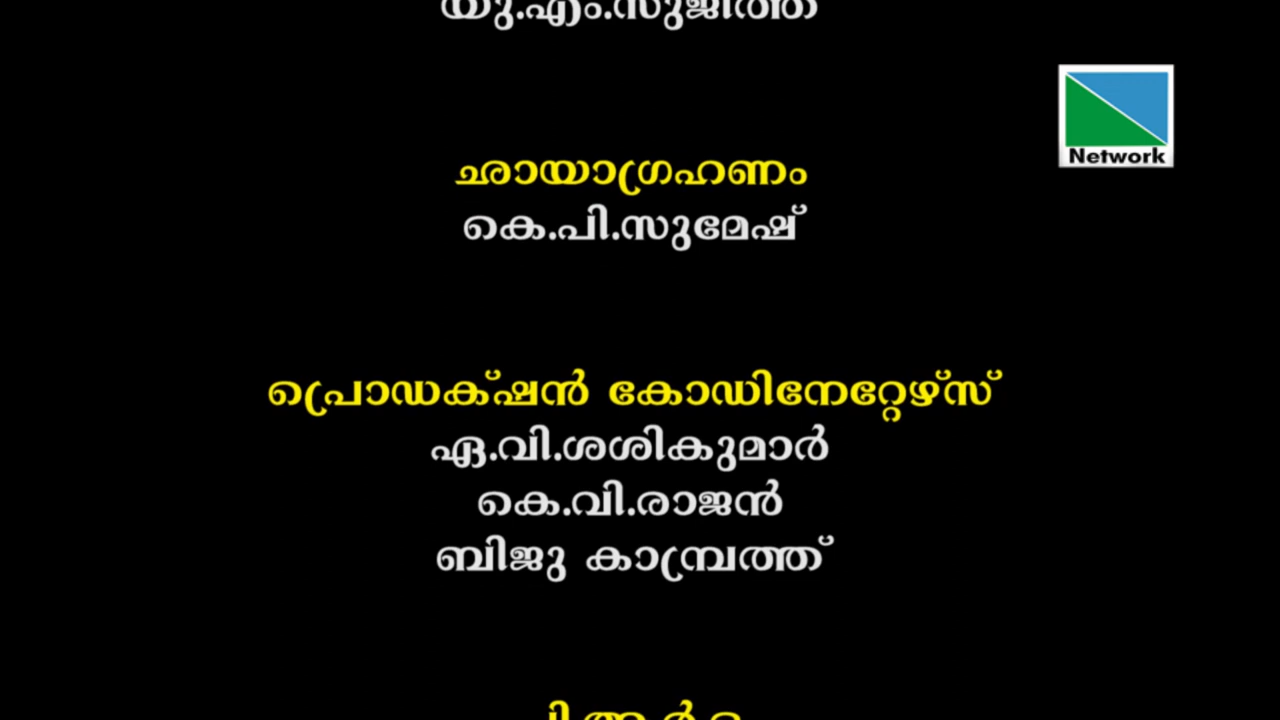 യു.എം.സുജിത്ത്
Network
ഛായാഗ്രഹണം
കെ.പി.സുമേഷ്
പ്രൊഡക്ഷൻ കോഡിനേറ്റേഴ്സ്
ഏ.വി.ശശികുമാർ
കെ.വി.രാജൻ
ബിജു കാമ്പ്രത്ത്